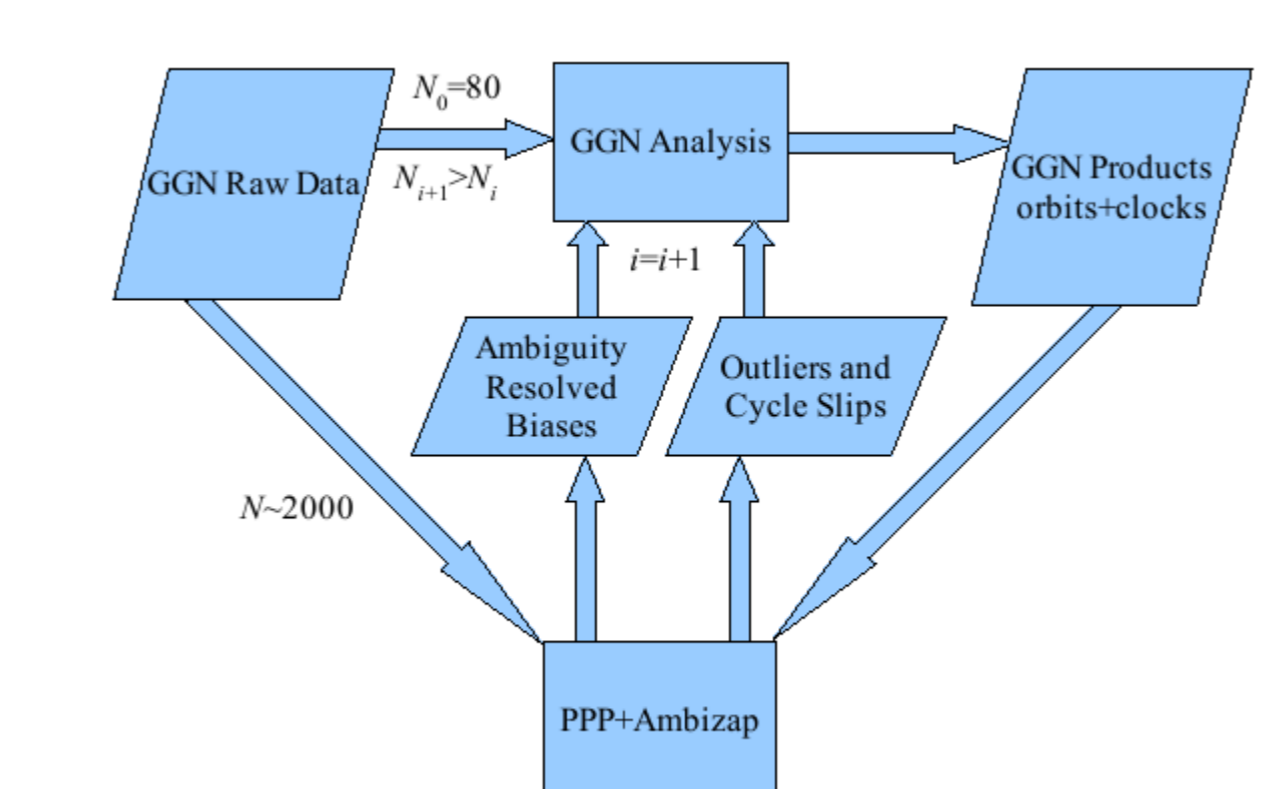 N₀=80
GGN Raw Data
Nᵢ₊₁>Nᵢ
GGN Analysis
GGN Products
orbits+clocks
i=i+1
Ambiguity
Resolved
Biases
Outliers and
Cycle Slips
N~2000
PPP+Ambizap